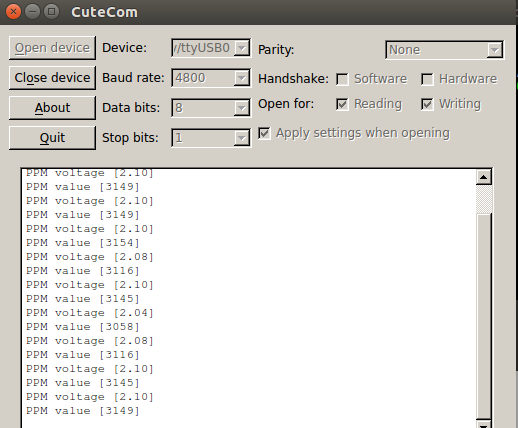 CuteCom
Open device
Device:
/ttyUSB0
Parity:
None
Close device
Baud rate:
4800
Handshake:
Software
Hardware
About
Data bits:
8
Open for:
Reading
Writing
Quit
Stop bits:
1
Apply settings when opening
PPM voltage [2.10]
PPM value [3149]
PPM voltage [2.10]
PPM value [3149]
PPM voltage [2.10]
PPM value [3154]
PPM voltage [2.08]
PPM value [3116]
PPM voltage [2.10]
PPM value [3145]
PPM voltage [2.04]
PPM value [3058]
PPM voltage [2.08]
PPM value [3116]
PPM voltage [2.10]
PPM value [3145]
PPM voltage [2.10]
PPM value [3149]